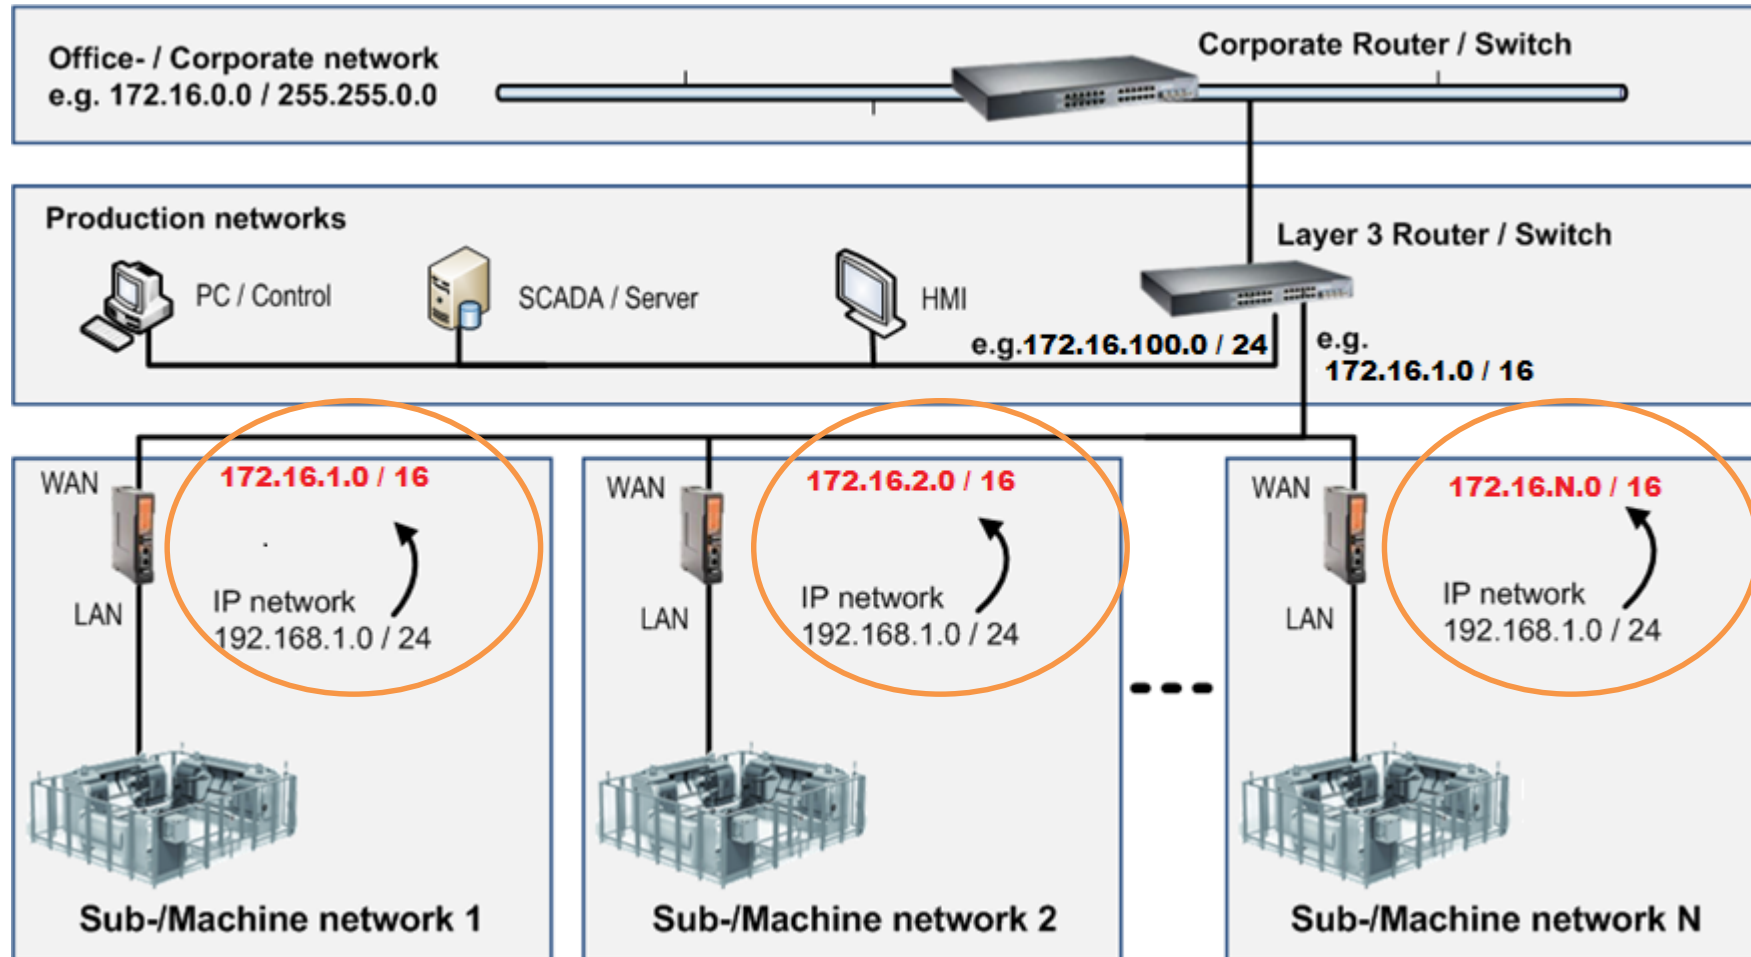 Office- / Corporate network
e.g. 172.16.0.0 / 255.255.0.0
Corporate Router / Switch
Production networks
Layer 3 Router / Switch
PC / Control
SCADA / Server
HMI
e.g.172.16.100.0 / 24
e.g.
172.16.1.0 / 16
WAN
172.16.1.0 / 16
IP network
192.168.1.0 / 24
LAN
Sub-/Machine network 1
WAN
172.16.2.0 / 16
IP network
192.168.1.0 / 24
LAN
Sub-/Machine network 2
WAN
172.16.N.0 / 16
IP network
192.168.1.0 / 24
LAN
Sub-/Machine network N